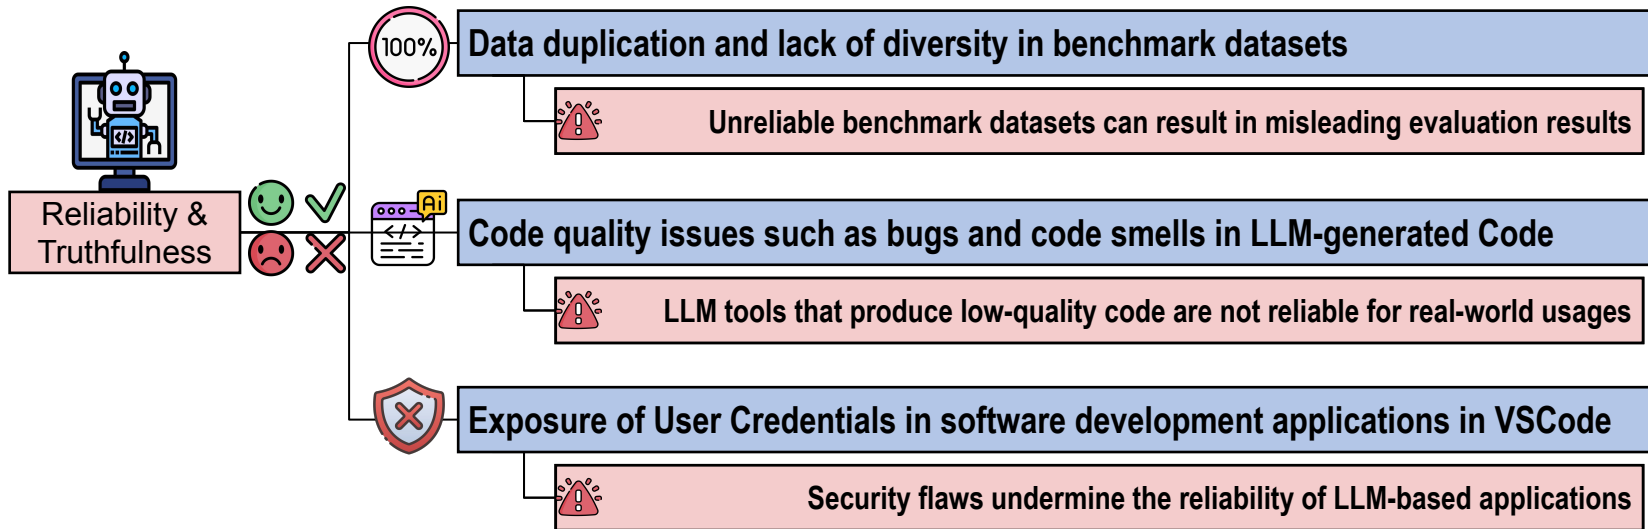 100%
Data duplication and lack of diversity in benchmark datasets
Unreliable benchmark datasets can result in misleading evaluation results
</>
Reliability &
Truthfulness
Ai
</>
Code quality issues such as bugs and code smells in LLM-generated Code
LLM tools that produce low-quality code are not reliable for real-world usages
Exposure of User Credentials in software development applications in VSCode
Security flaws undermine the reliability of LLM-based applications